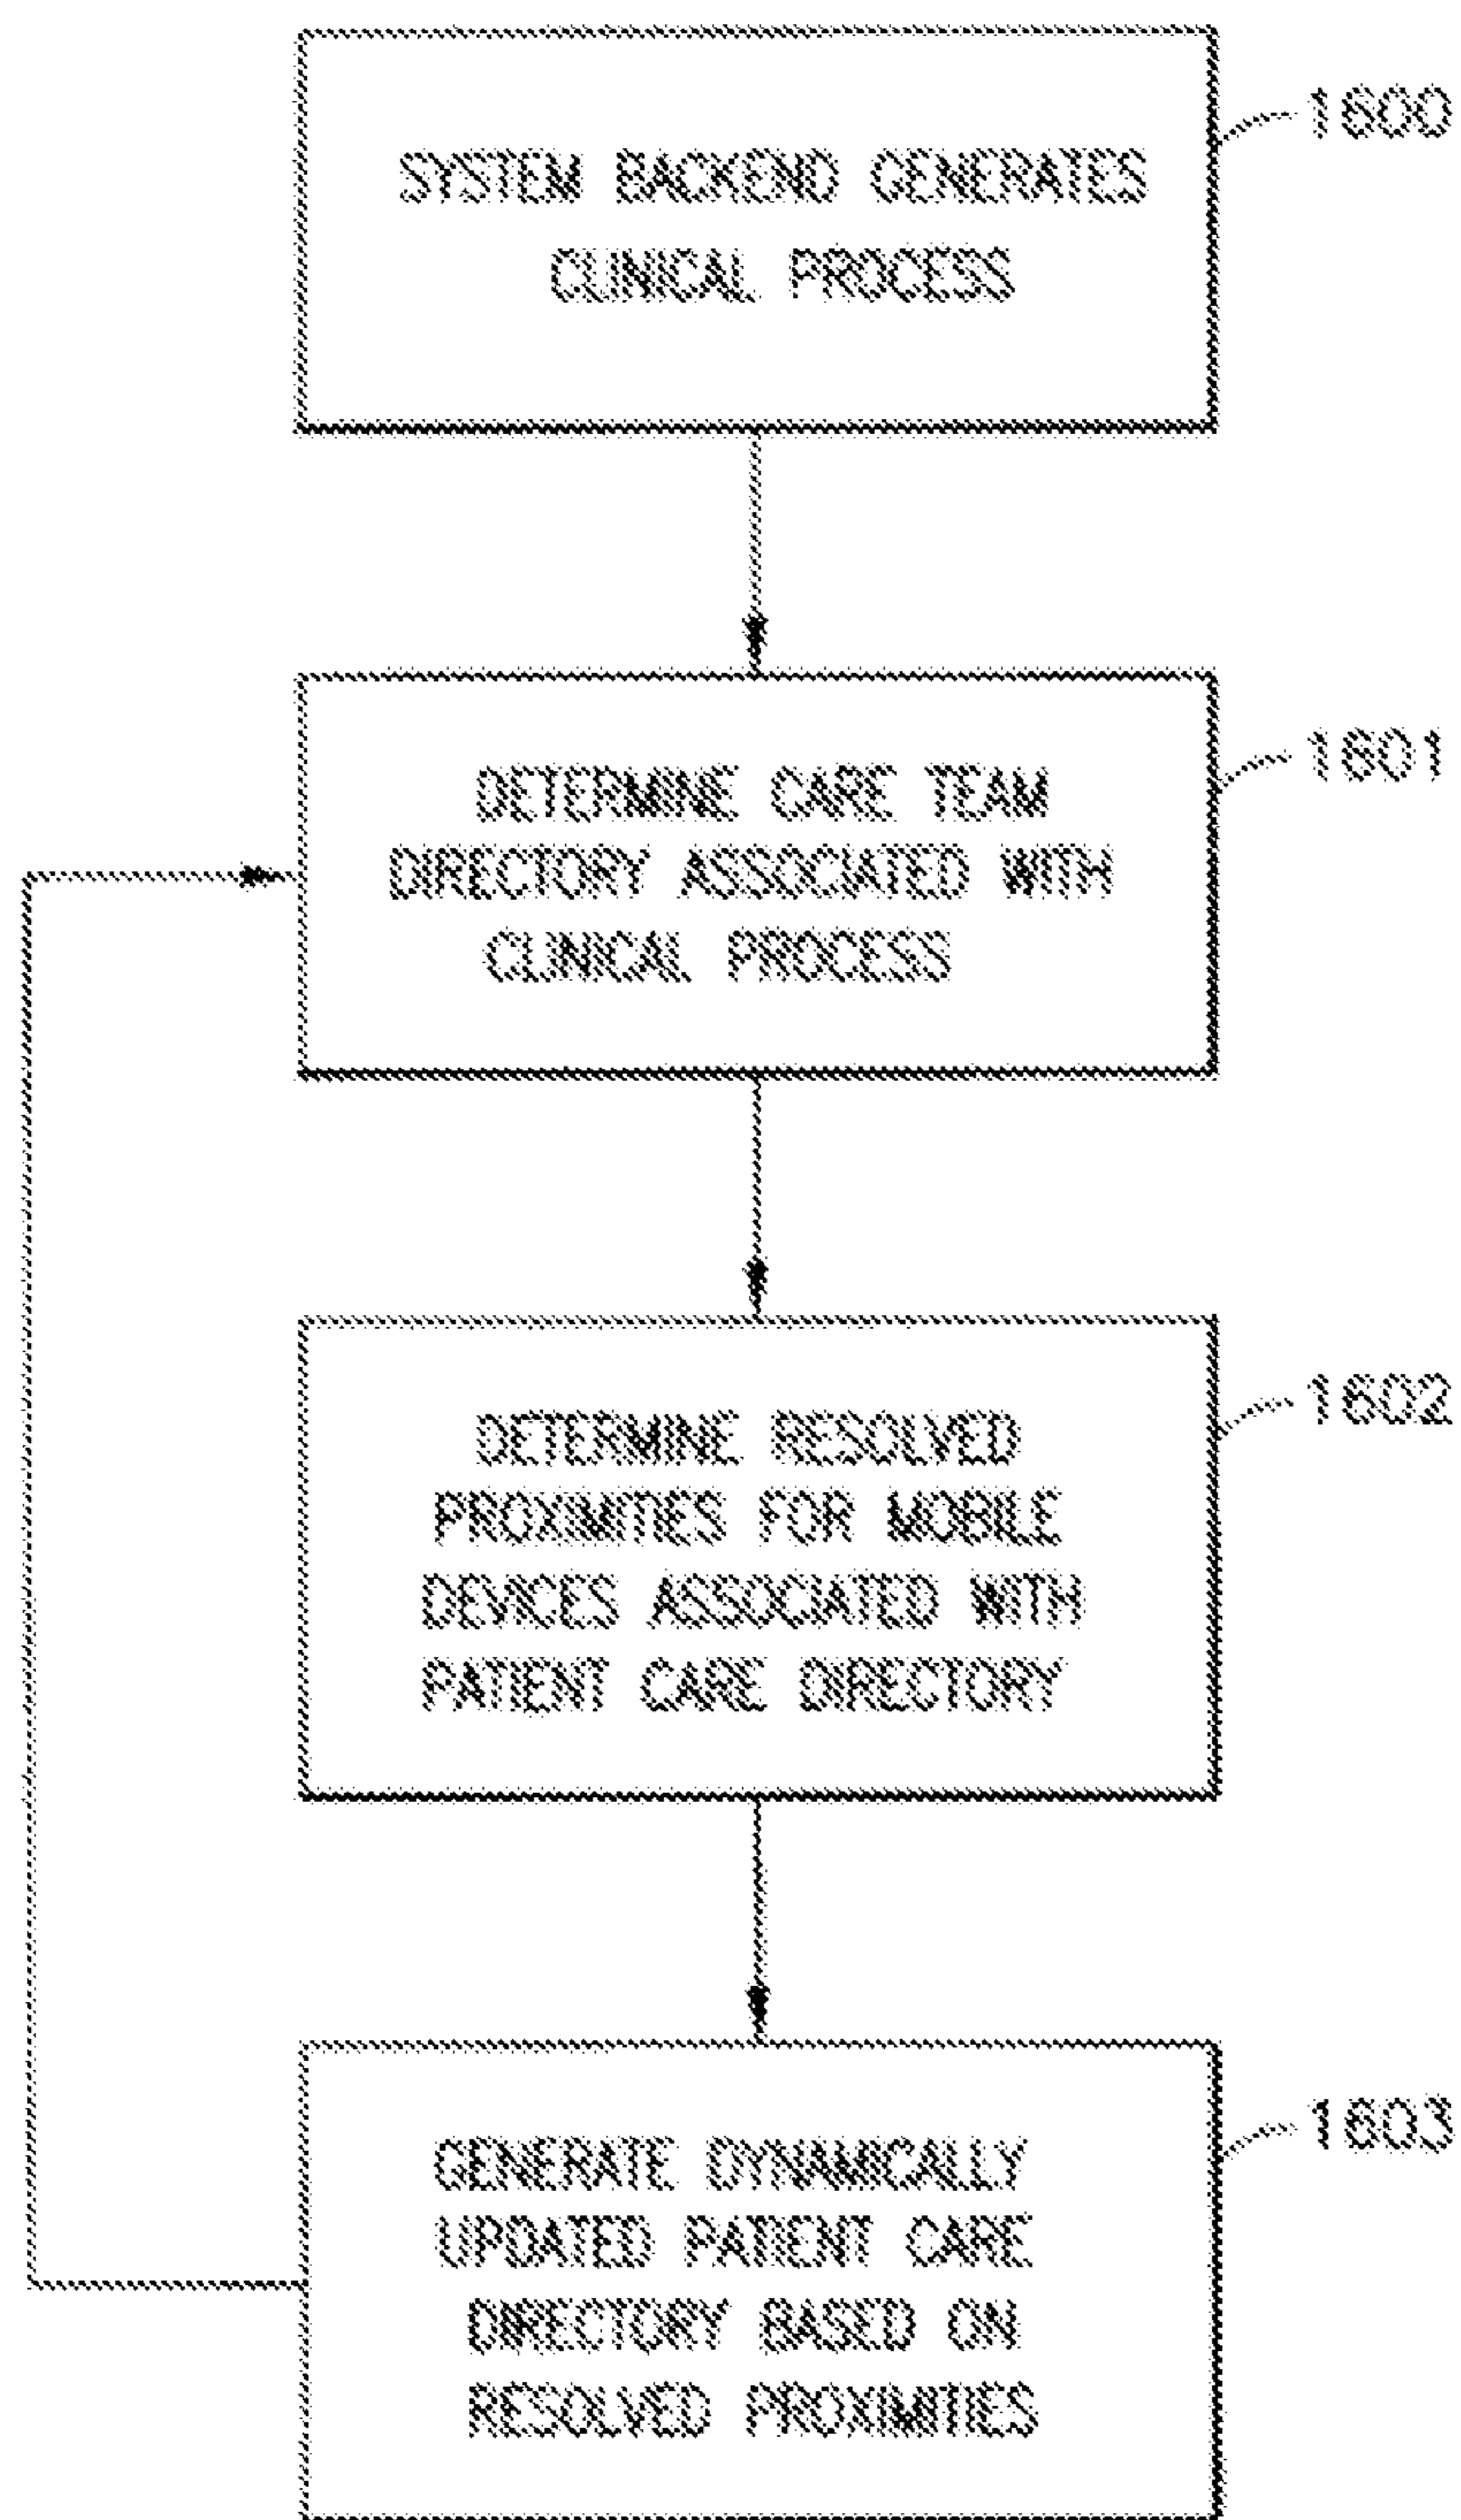 1600
SYSTEM BACKEND GENERATES
CLINICAL PROCESS
1601
DETERMINE CARE TEAM
DIRECTORY ASSOCIATED WITH
CLINICAL PROCESS
1602
DETERMINE RESOLVED
PROXIMITIES FOR MOBILE
DEVICES ASSOCIATED WITH
PATIENT CARE DIRECTORY
1603
GENERATE DYNAMICALLY
UPDATED PATIENT CARE
DIRECTORY BASED ON
RESOLVED PROXIMITIES